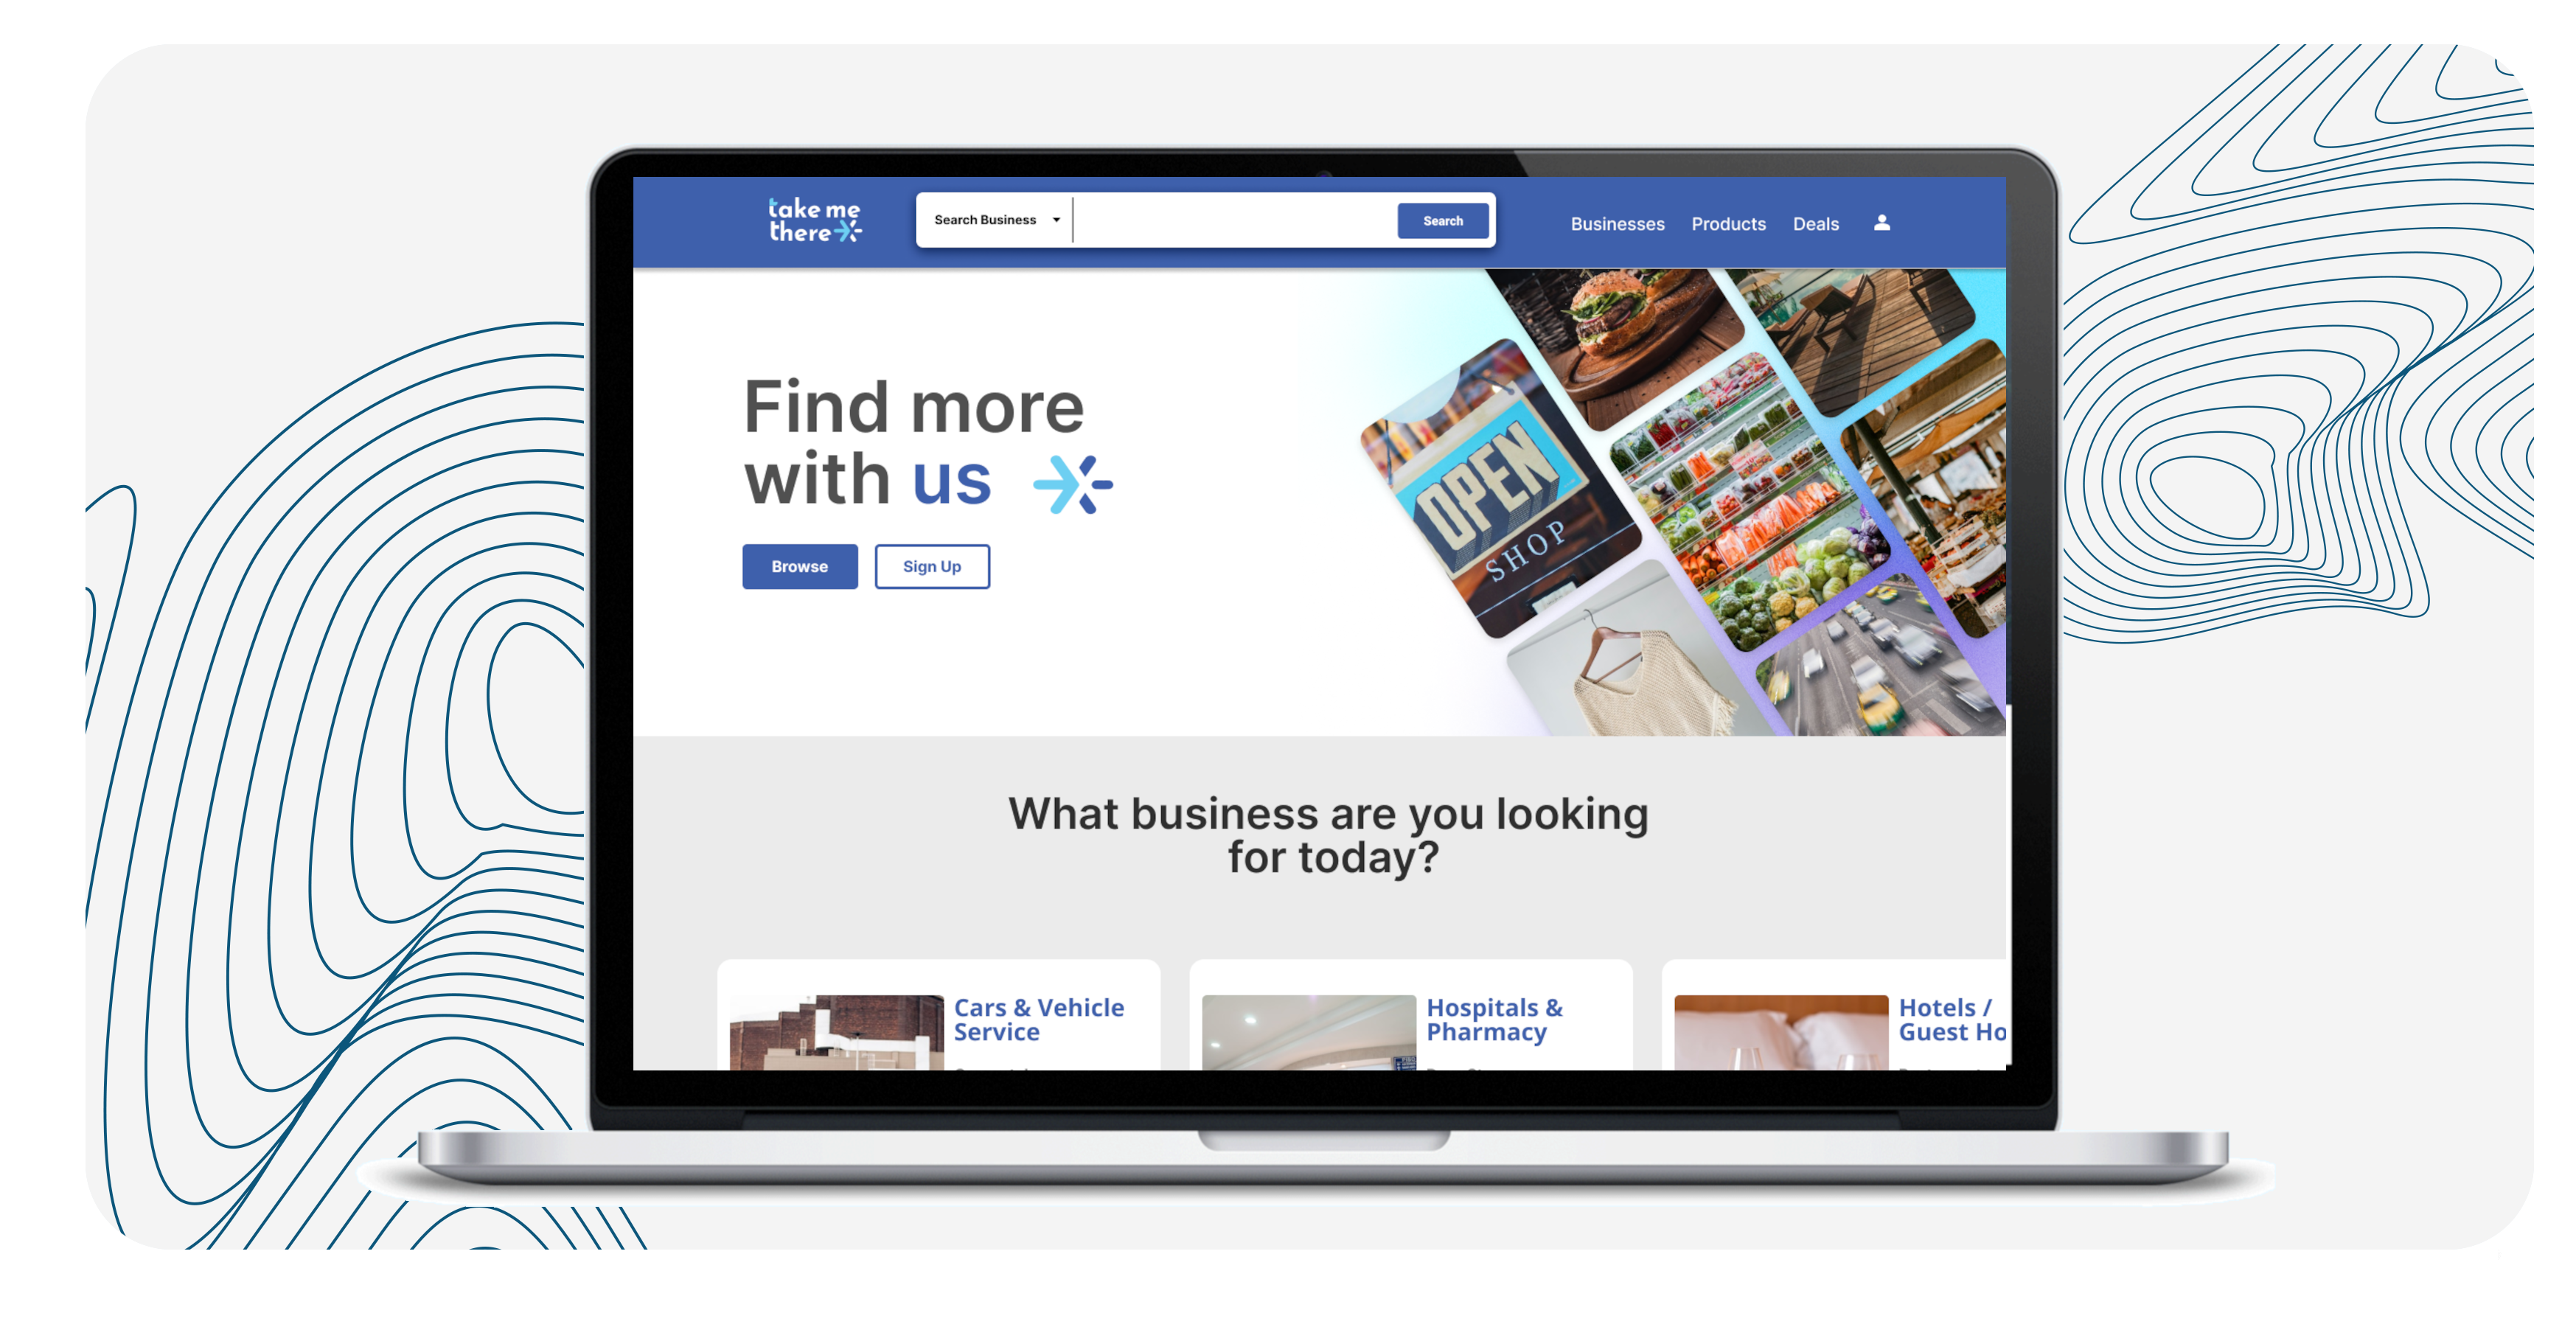 take me
there
Search Business
Search
Businesses
Products
Deals
Find more
with us
Browse
Sign Up
OPEN
SHOP
What business are you looking
for today?
Cars & Vehicle
Service
Hospitals &
Pharmacy
Hotels /
Guest Ho